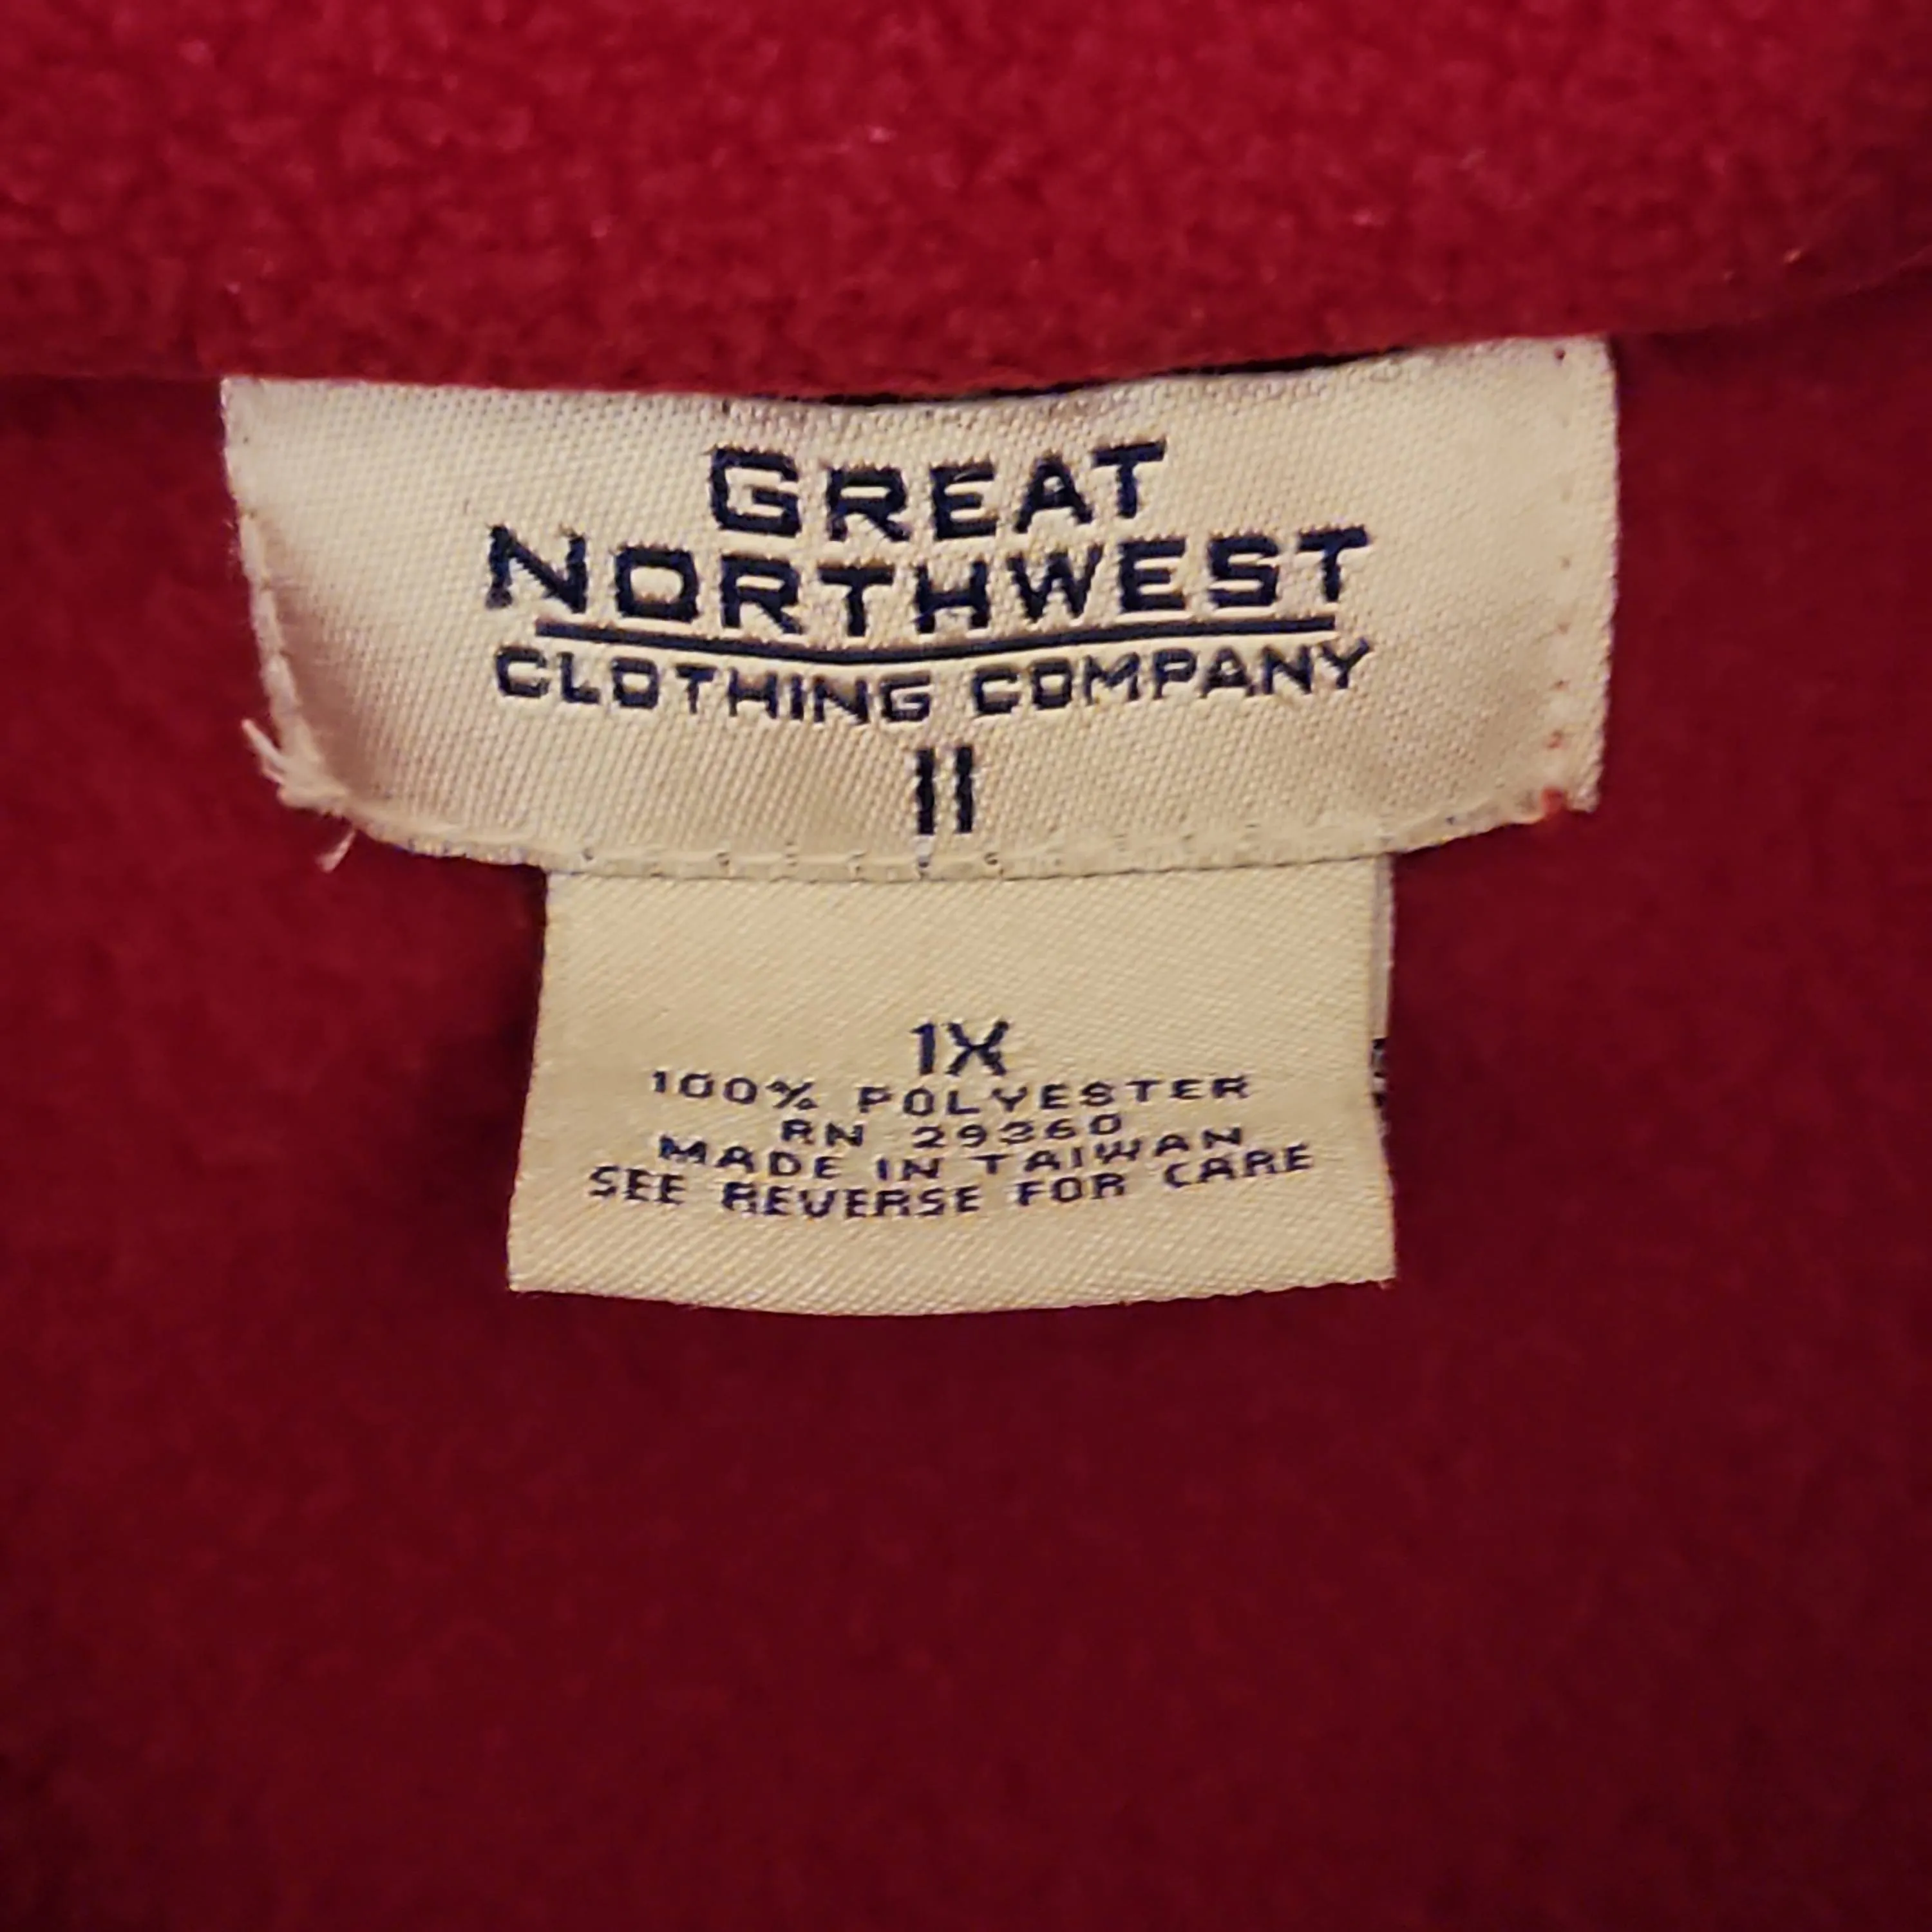 GREAT
NORTHWEST
CLOTHING COMPANY
II
1X
100% POLYESTER
RN 29360
MADE IN TAIWAN
SEE REVERSE FOR CARE